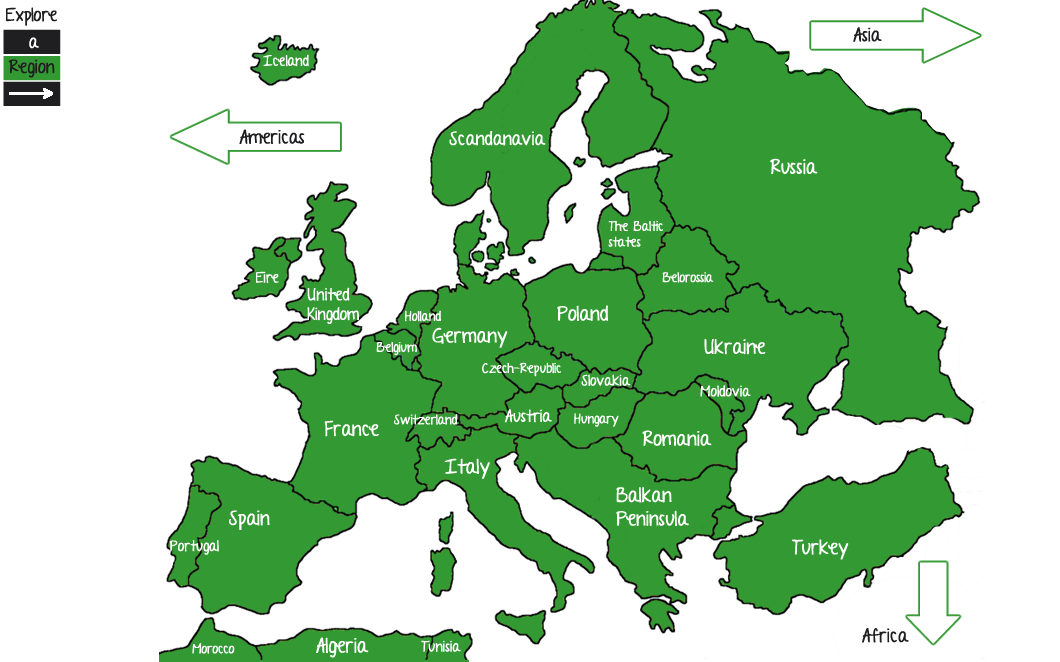 Explore
a
Region
Iceland
Asia
Americas
Scandanavia
Russia
The Baltic
states
Eire
United
Kingdom
Belorossia
Holland
Poland
Germany
Belgium
Ukraine
Czech-Republic
Slovakia
Moldovia
Switzerland
Austria
Hungary
France
Romania
Italy
Balkan
Peninsula
Spain
Portugal
Turkey
Africa
Morocco
Algeria
Tunisia